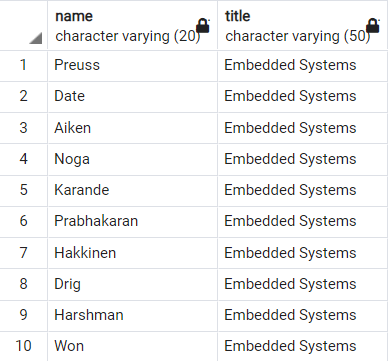 name title
character varying (20) character varying (50)
1 Preuss Embedded Systems
2 Date Embedded Systems
3 Aiken Embedded Systems
4 Noga Embedded Systems
5 Karande Embedded Systems
6 Prabhakaran Embedded Systems
7 Hakkinen Embedded Systems
8 Drig Embedded Systems
9 Harshman Embedded Systems
10 Won Embedded Systems